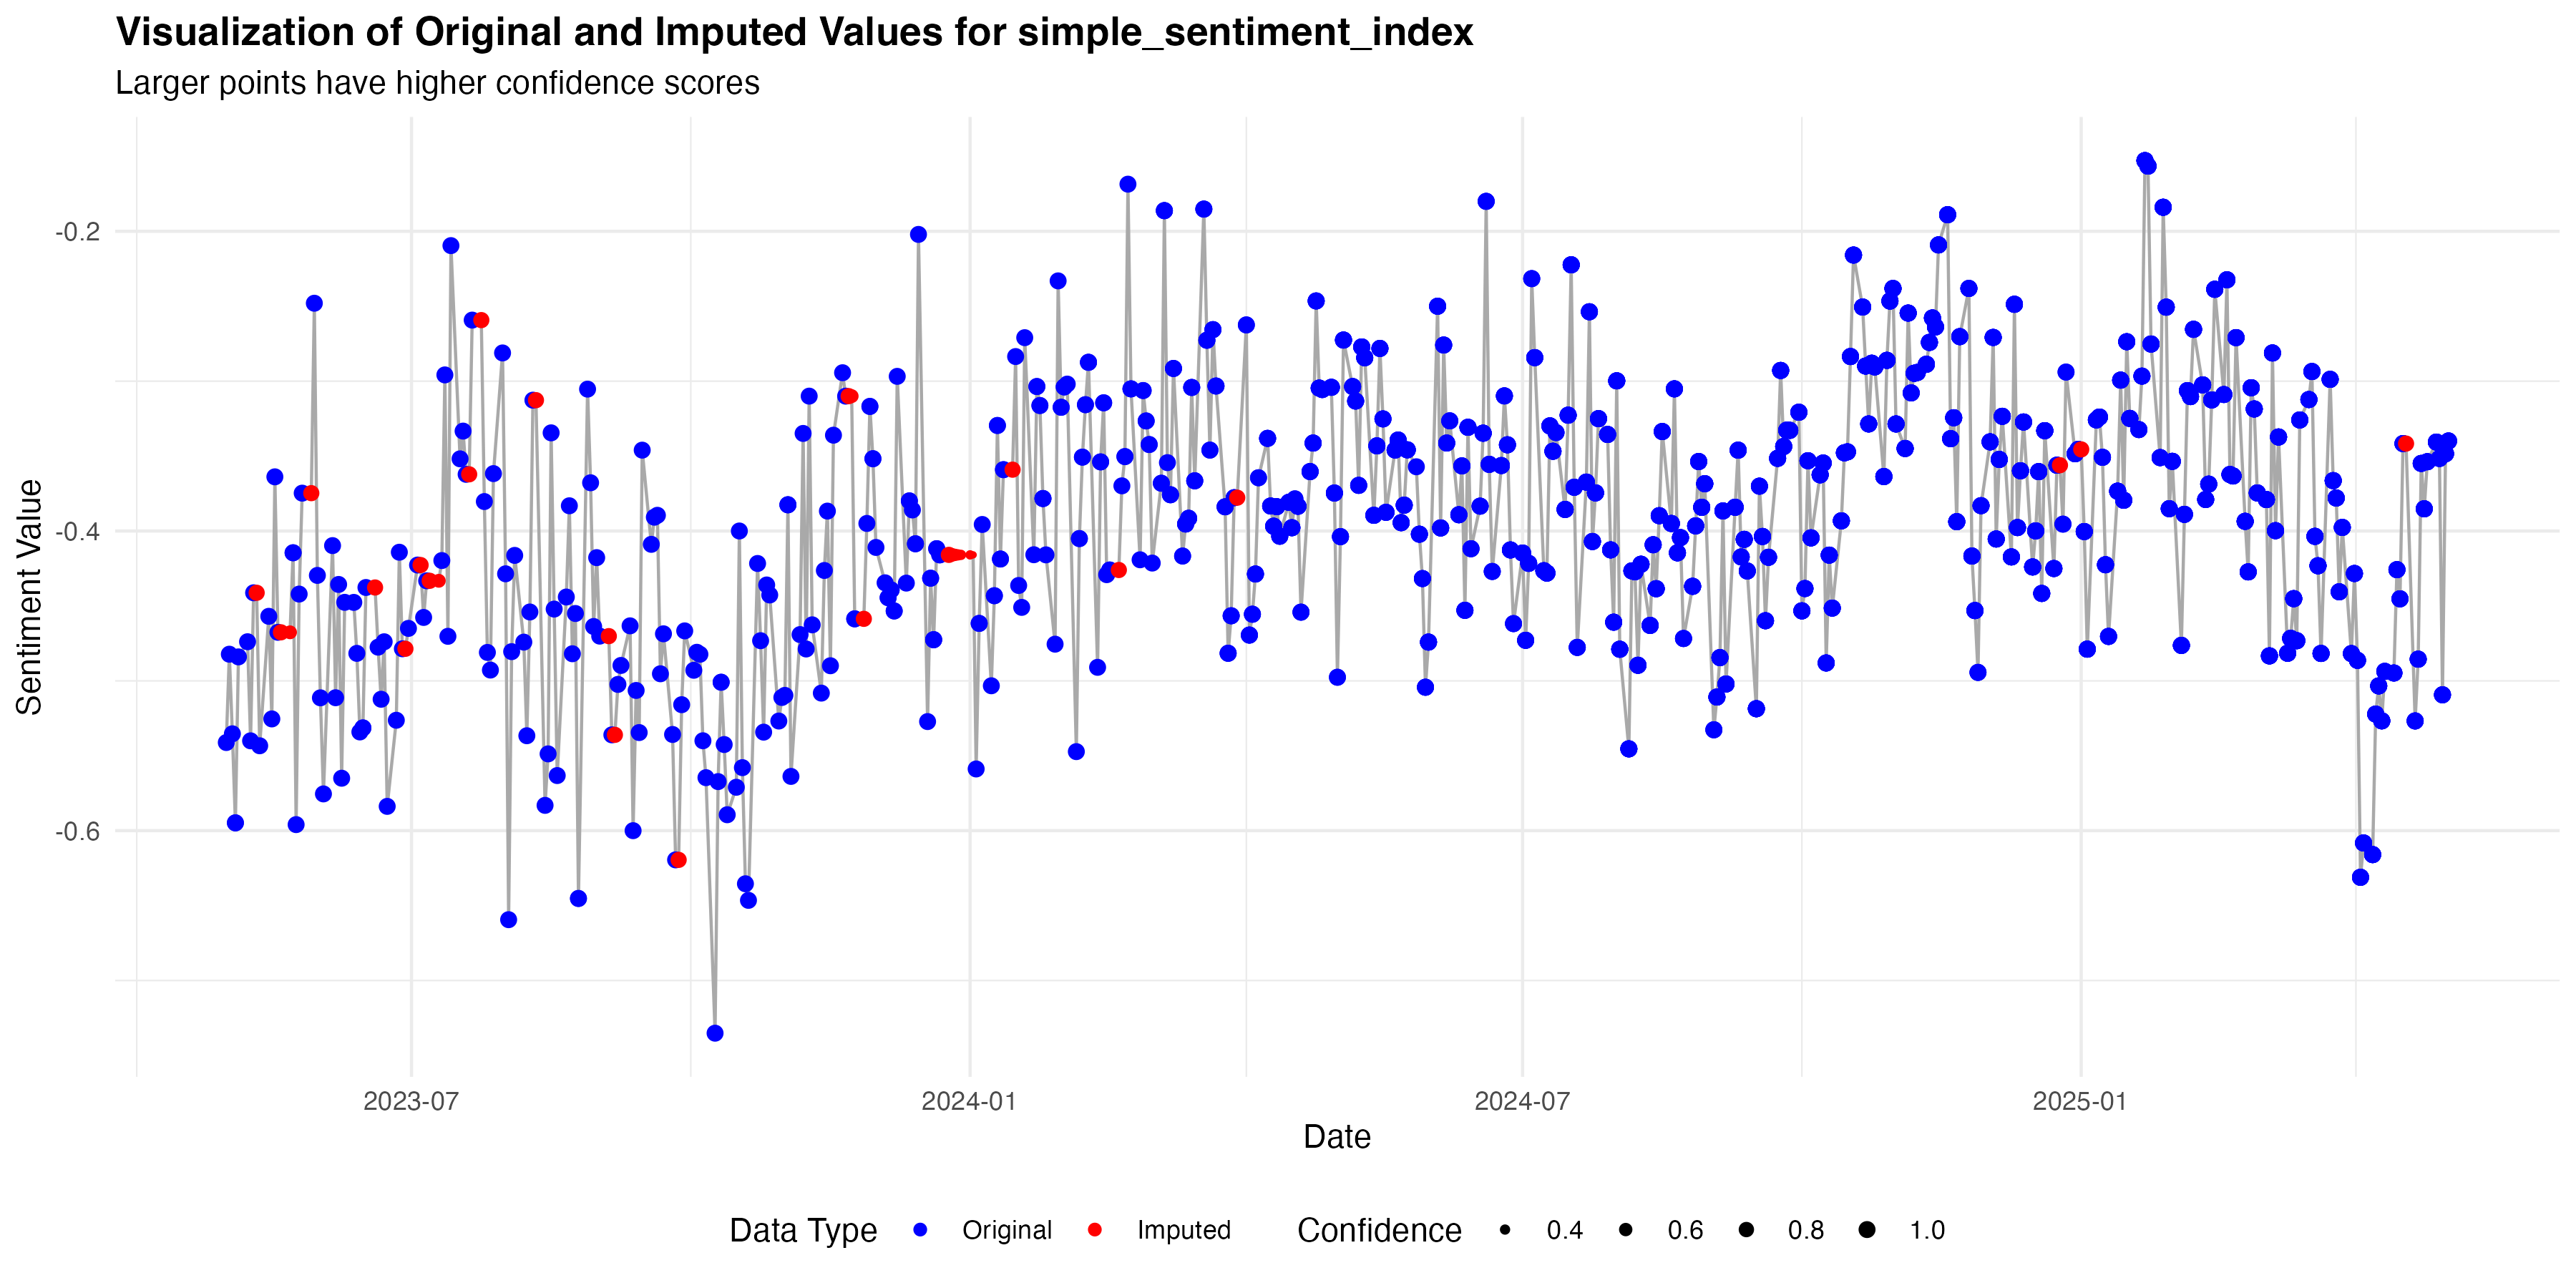 Visualization of Original and Imputed Values for simple_sentiment_index
Larger points have higher confidence scores
Sentiment Value
-0.2
-0.4
-0.6
2023-07 2024-01 2024-07 2025-01
Date
Data Type Original Imputed Confidence 0.4 0.6 0.8 1.0